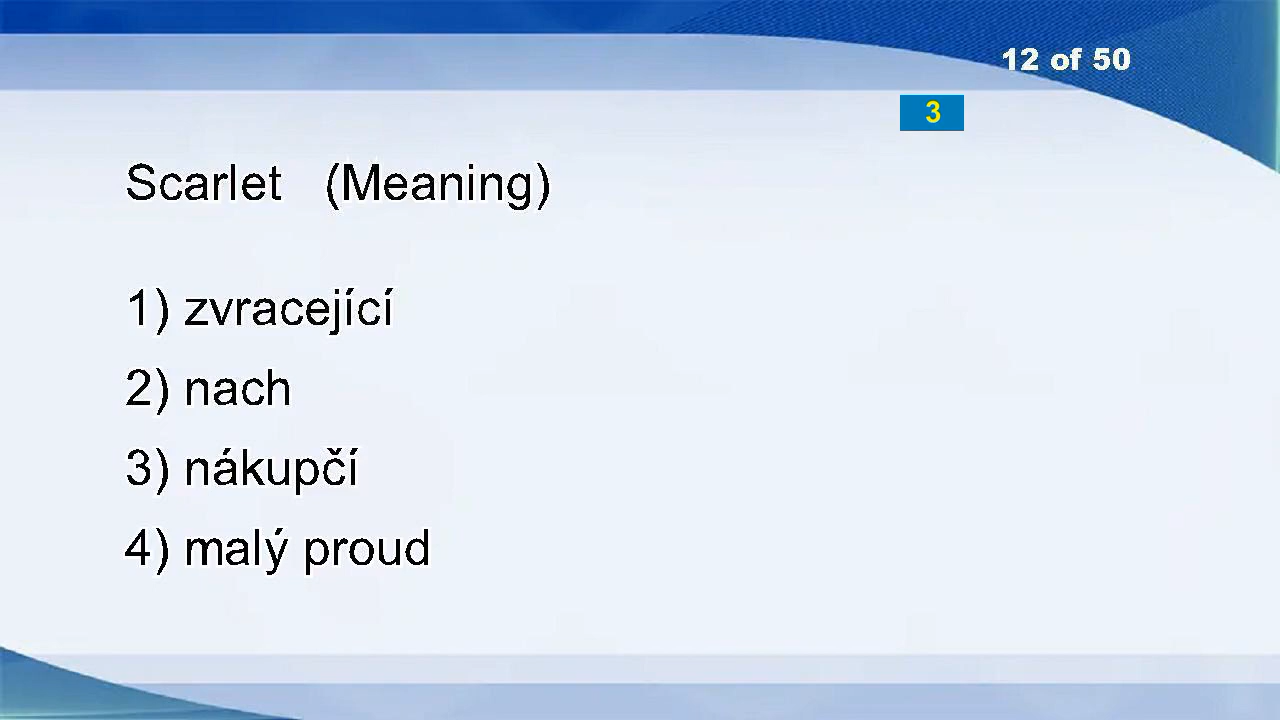 12 of 50
3
Scarlet (Meaning)
1) zvracející
2) nach
3) nákupčí
4) malý proud